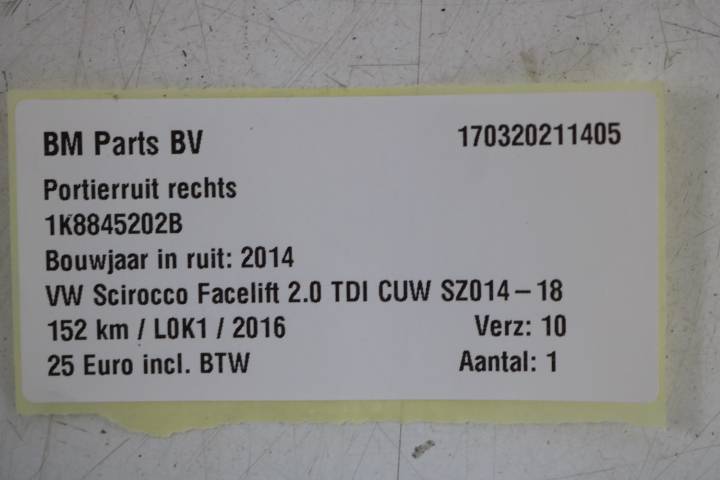 BM Parts BV 170320211405
Portierruit rechts
1K8845202B
Bouwjaar in ruit: 2014
VW Scirocco Facelift 2.0 TDI CUW SZ014-18
152 km / L0K1 / 2016 Verz: 10
25 Euro incl. BTW Aantal: 1